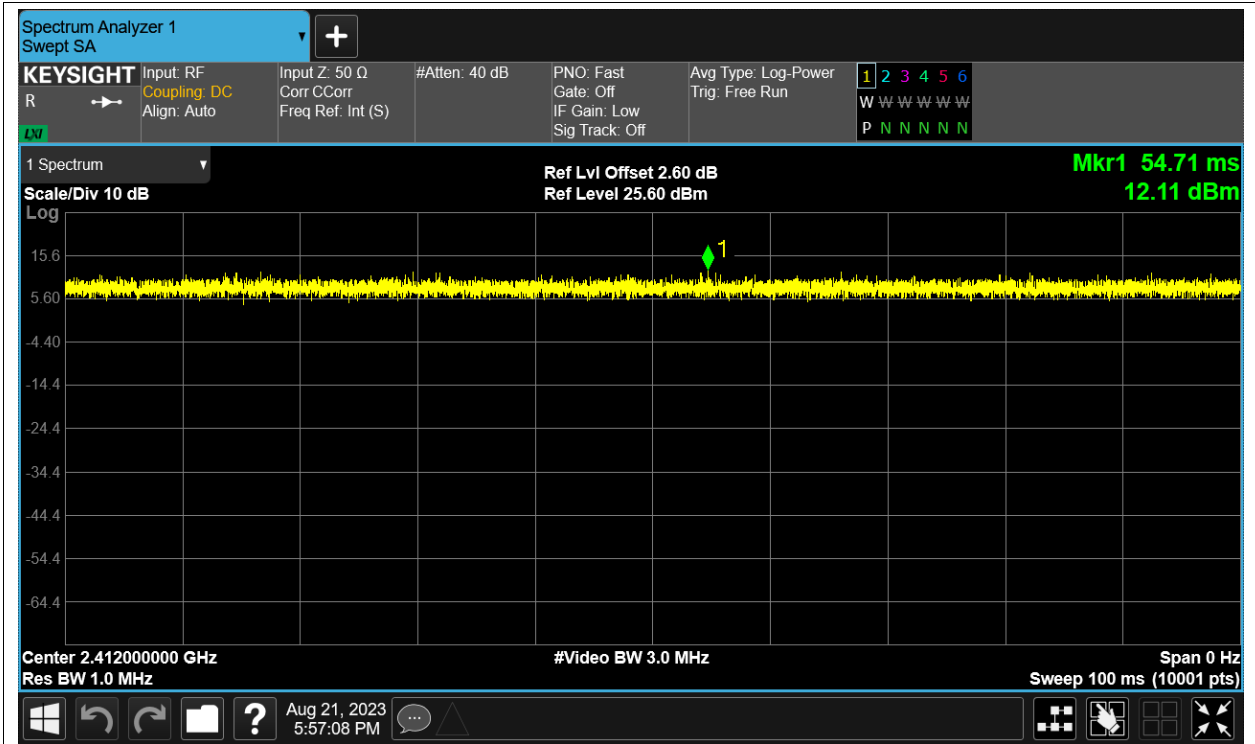 Spectrum Analyzer 1
Swept SA
+
KEYSIGHT
R
LXI
Input: RF
Coupling: DC
Align: Auto
Input Z: 50 Ω
Corr CCorr
Freq Ref: Int (S)
#Atten: 40 dB
PNO: Fast
Gate: Off
IF Gain: Low
Sig Track: Off
Avg Type: Log-Power
Trig: Free Run
1 2 3 4 5 6
W W W W W W
P N N N N N
1 Spectrum
Scale/Div 10 dB
Log
Ref Lvl Offset 2.60 dB
Ref Level 25.60 dBm
Mkr1 54.71 ms
12.11 dBm
1
15.6
5.60
-4.40
-14.4
-24.4
-34.4
-44.4
-54.4
-64.4
Center 2.412000000 GHz
Res BW 1.0 MHz
#Video BW 3.0 MHz
Span 0 Hz
Sweep 100 ms (10001 pts)
?
Aug 21, 2023
5:57:08 PM